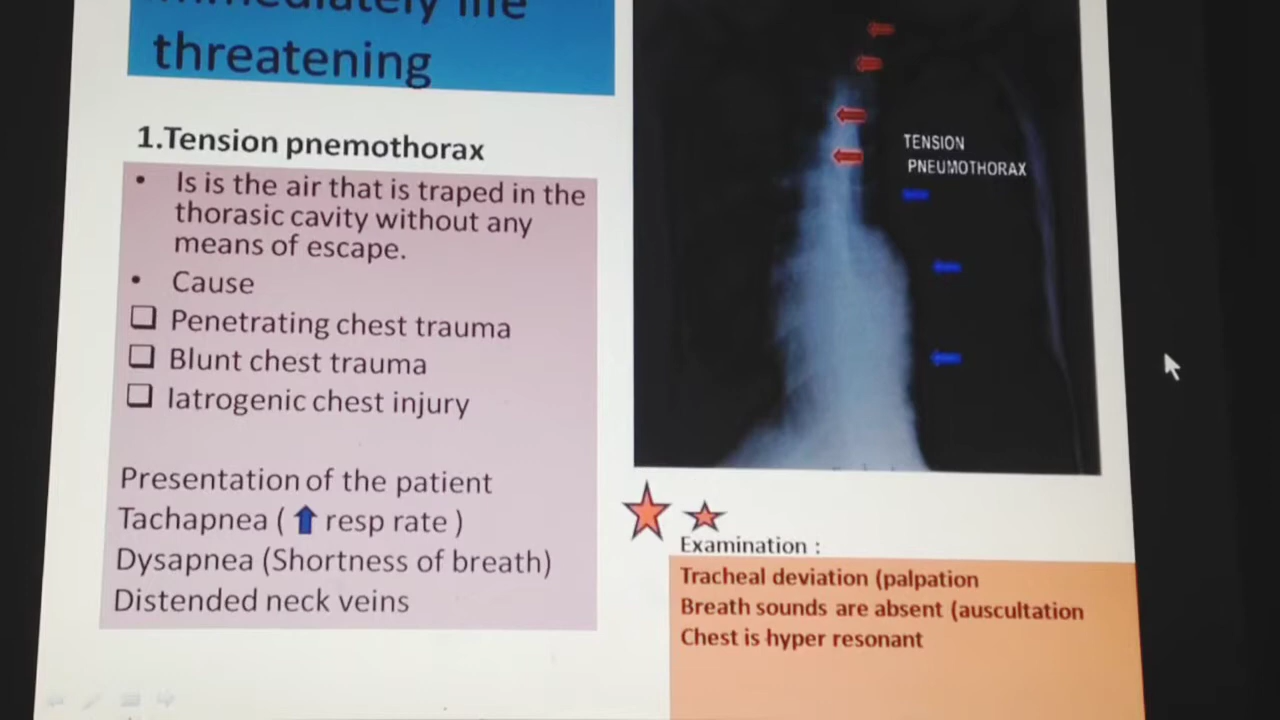 immediately life
threatening
1.Tension pnemothorax
• Is is the air that is traped in the
thorasic cavity without any
means of escape.
• Cause
❑ Penetrating chest trauma
❑ Blunt chest trauma
❑ Iatrogenic chest injury
Presentation of the patient
Tachapnea ( ⬆ resp rate )
Dysapnea (Shortness of breath)
Distended neck veins
TENSION
PNEUMOTHORAX
Examination :
Tracheal deviation (palpation
Breath sounds are absent (auscultation
Chest is hyper resonant